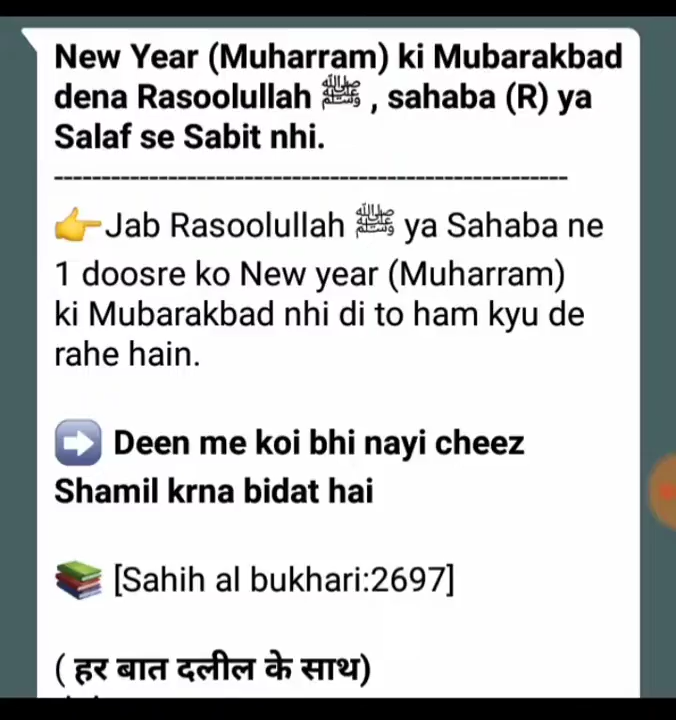 New Year (Muharram) ki Mubarakbad
dena Rasoolullah ﷺ , sahaba (R) ya
Salaf se Sabit nhi.
------------------------------------------------------
👉Jab Rasoolullah ﷺ ya Sahaba ne
1 doosre ko New year (Muharram)
ki Mubarakbad nhi di to ham kyu de
rahe hain.
➡️ Deen me koi bhi nayi cheez
Shamil krna bidat hai
📚 [Sahih al bukhari:2697]
( हर बात दलील के साथ)